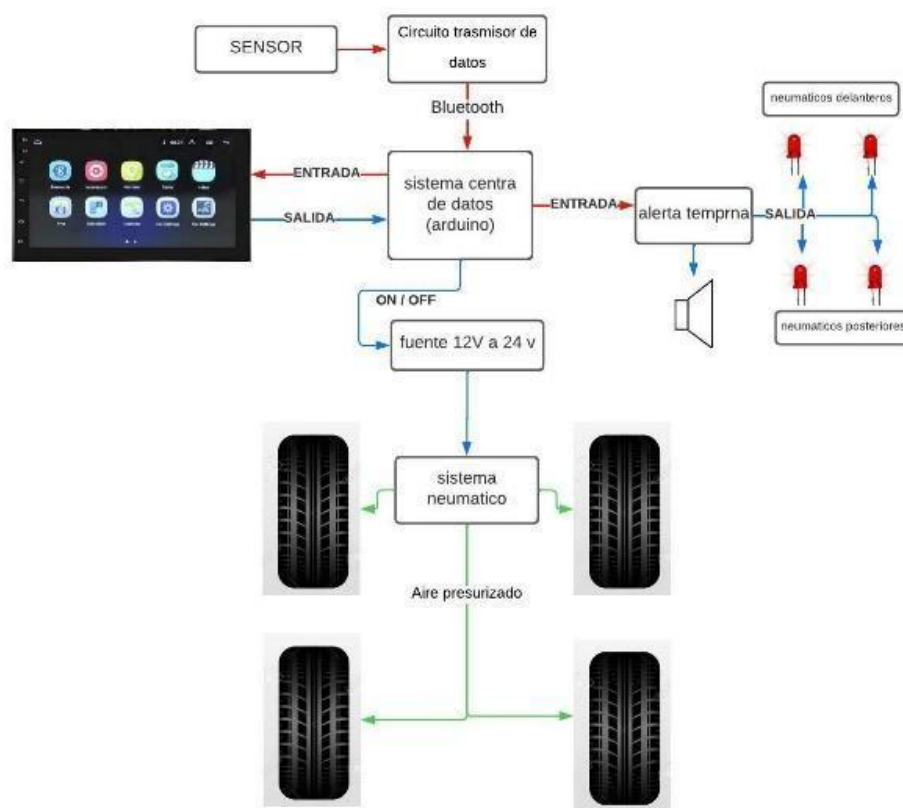 SENSOR
Circuito trasmisor de
datos
Bluetooth
neumaticos delanteros
ENTRADA
SALIDA
sistema centra
de datos
(arduino)
ENTRADA
alerta temprna
SALIDA
ON / OFF
neumaticos posteriores
fuente 12V a 24 v
sistema
neumatico
Aire presurizado